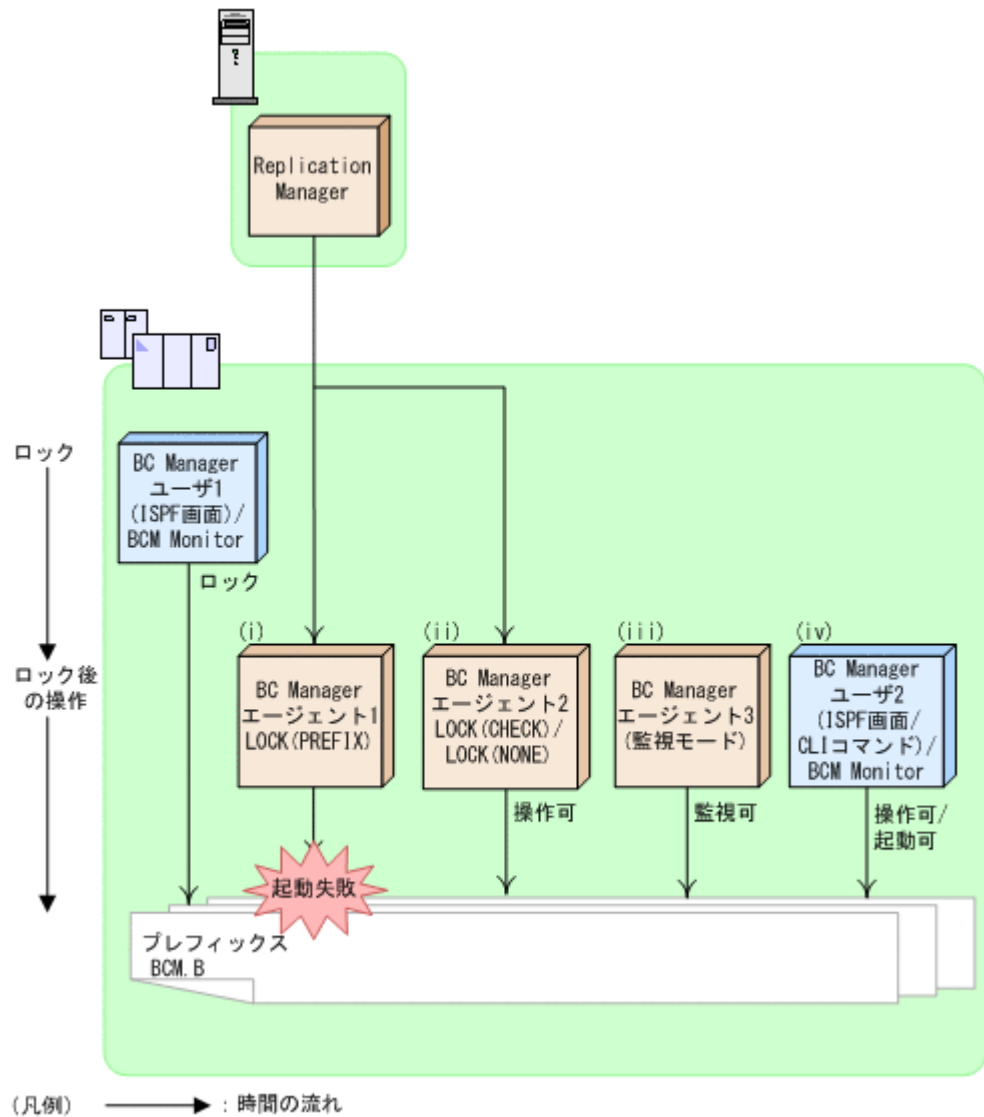 Replication
Manager
ロック
BC Manager
ユーザ1
(ISPF画面)/
BCM Monitor
ロック
ロック後
の操作
(i)
BC Manager
エージェント1
LOCK(PREFIX)
(ii)
BC Manager
エージェント2
LOCK(CHECK)/
LOCK(NONE)
(iii)
BC Manager
エージェント3
(監視モード)
(iv)
BC Manager
ユーザ2
(ISPF画面/
CLIコマンド)/
BCM Monitor
操作可
監視可
操作可/
起動可
起動失敗
プレフィックス
BCM.B
(凡例) : 時間の流れ